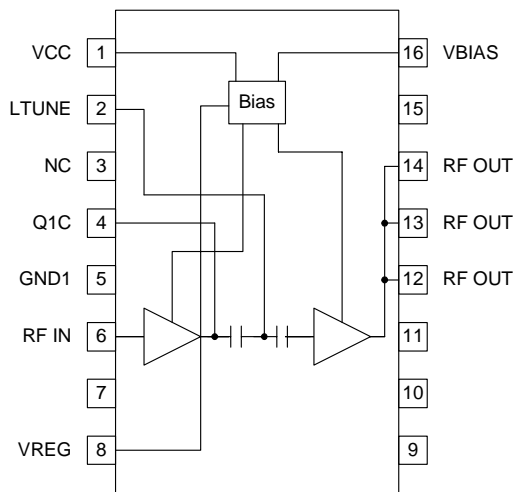 VCC 1 16 VBIAS
Bias
LTUNE 2 15
NC 3 14 RF OUT
Q1C 4 13 RF OUT
GND1 5 12 RF OUT
RF IN 6 11
7 10
VREG 8 9